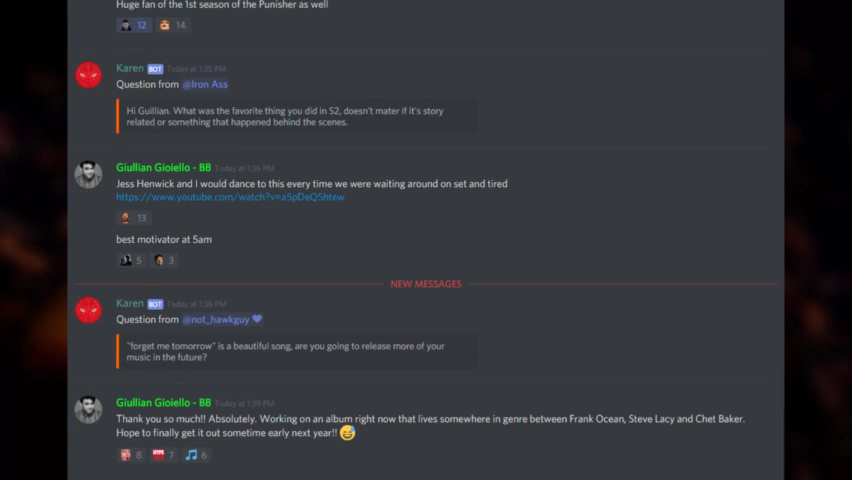 Huge fan of the 1st season of the Punisher as well
12 14
Karen BOT Today at 1:35 PM
Question from @Iron Ass
Hi Guillian. What was the favorite thing you did in S2, doesn't mater if it's story
related or something that happened behind the scenes.
Giullian Gioiello - BB Today at 1:36 PM
Jess Henwick and I would dance to this every time we were waiting around on set and tired
https://www.youtube.com/watch?v=a5pDeQ5htew
13
best motivator at 5am
5 3
NEW MESSAGES
Karen BOT Today at 1:38 PM
Question from @not_hawkguy
"forget me tomorrow" is a beautiful song, are you going to release more of your
music in the future?
Giullian Gioiello - BB Today at 1:39 PM
Thank you so much!! Absolutely. Working on an album right now that lives somewhere in genre between Frank Ocean, Steve Lacy and Chet Baker.
Hope to finally get it out sometime early next year!!
8 HYPE 7 6